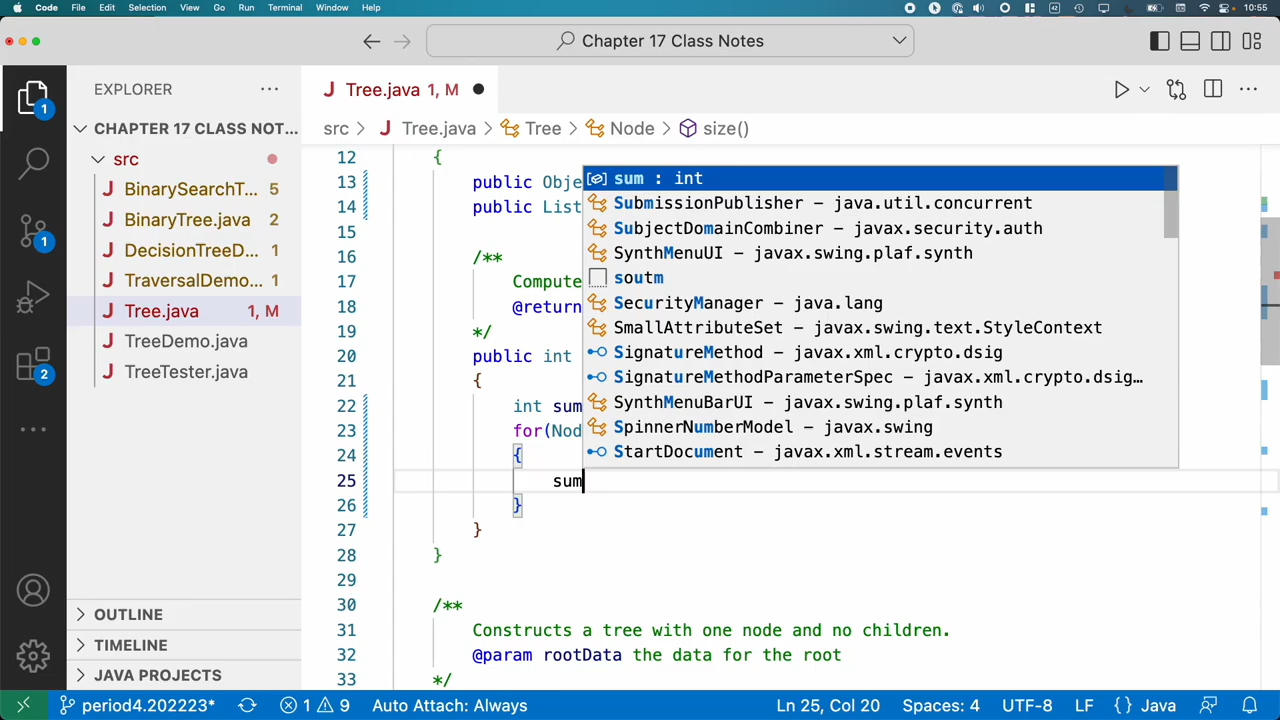 Code File Edit Selection View Go Run Terminal Window Help 42 10:55
Chapter 17 Class Notes
EXPLORER
CHAPTER 17 CLASS NOT...
src
J BinarySearchT... 5
J BinaryTree.java 2
J DecisionTreeD... 1
J TraversalDemo... 1
J Tree.java 1, M
J TreeDemo.java
J TreeTester.java
OUTLINE
TIMELINE
JAVA PROJECTS
1
1
2
J Tree.java 1, M
src > J Tree.java > Tree > Node > size()
12 {
13 public Obje
14 public List
15
16 /**
17 Compute
18 @return
19 */
20 public int
21 {
22 int sum
23 for(Nod
24 {
25 sum
26 }
27 }
28 }
29
30 /**
31 Constructs a tree with one node and no children.
32 @param rootData the data for the root
33 */
sum : int
SubmissionPublisher – java.util.concurrent
SubjectDomainCombiner – javax.security.auth
SynthMenuUI – javax.swing.plaf.synth
soutm
SecurityManager – java.lang
SmallAttributeSet – javax.swing.text.StyleContext
SignatureMethod – javax.xml.crypto.dsig
SignatureMethodParameterSpec – javax.xml.crypto.dsig…
SynthMenuBarUI – javax.swing.plaf.synth
SpinnerNumberModel – javax.swing
StartDocument – javax.xml.stream.events
period4.202223* 1 9 Auto Attach: Always Ln 25, Col 20 Spaces: 4 UTF-8 LF {} Java